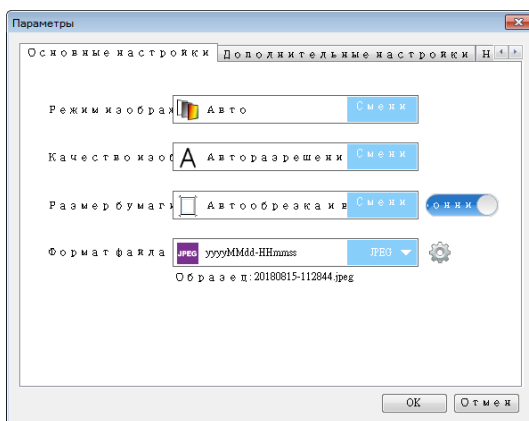 Параметры
Основные настройки Дополнительные настройки Н
Режим изображ Авто Смени
Качество изоб А Авторазрешени Смени
Размер бумаги Автообрезка и в Смени онни
Формат файла JPEG yyyyMMdd-HHmmss JPEG
Образец:20180815-112844.jpeg
OK Отмен